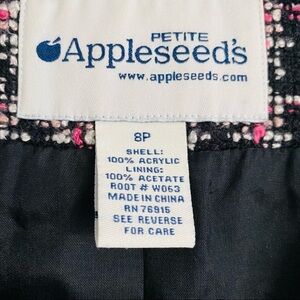 PETITE
Appleseed's
www.appleseeds.com
8P
SHELL:
100% ACRYLIC
LINING:
100% ACETATE
ROOT # W063
MADE IN CHINA
RN 76915
SEE REVERSE
FOR CARE